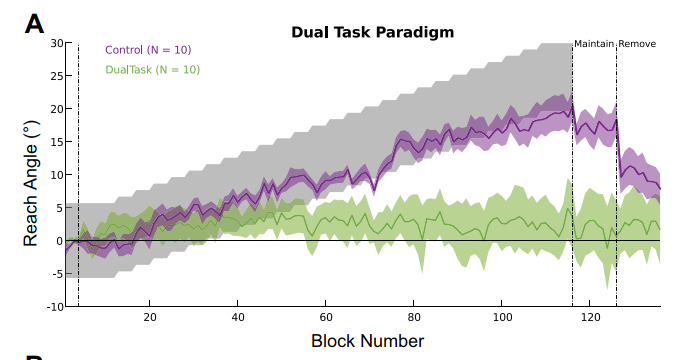 A
Dual Task Paradigm
Control (N = 10)
DualTask (N = 10)
Maintain Remove
Reach Angle (°)
30
25
20
15
10
5
0
-5
-10
20 40 60 80 100 120
Block Number